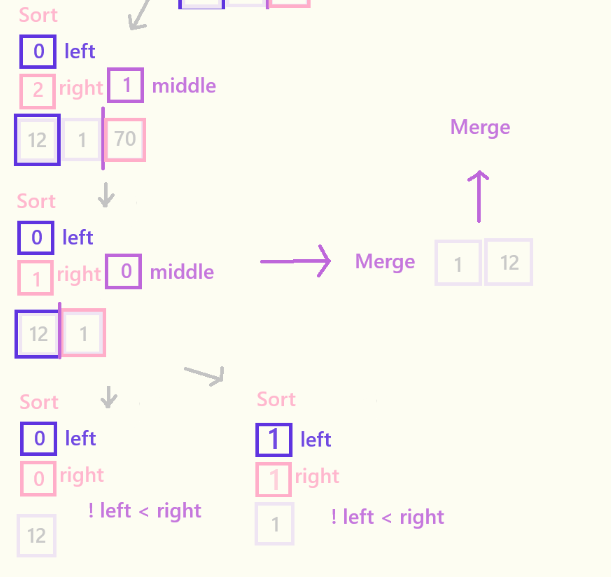 Sort
0 left
2 right 1 middle
12 1 70
Merge
Sort
0 left
1 right 0 middle
Merge 1 12
12 1
Sort
0 left
0 right
! left < right
12
Sort
1 left
1 right
1
! left < right